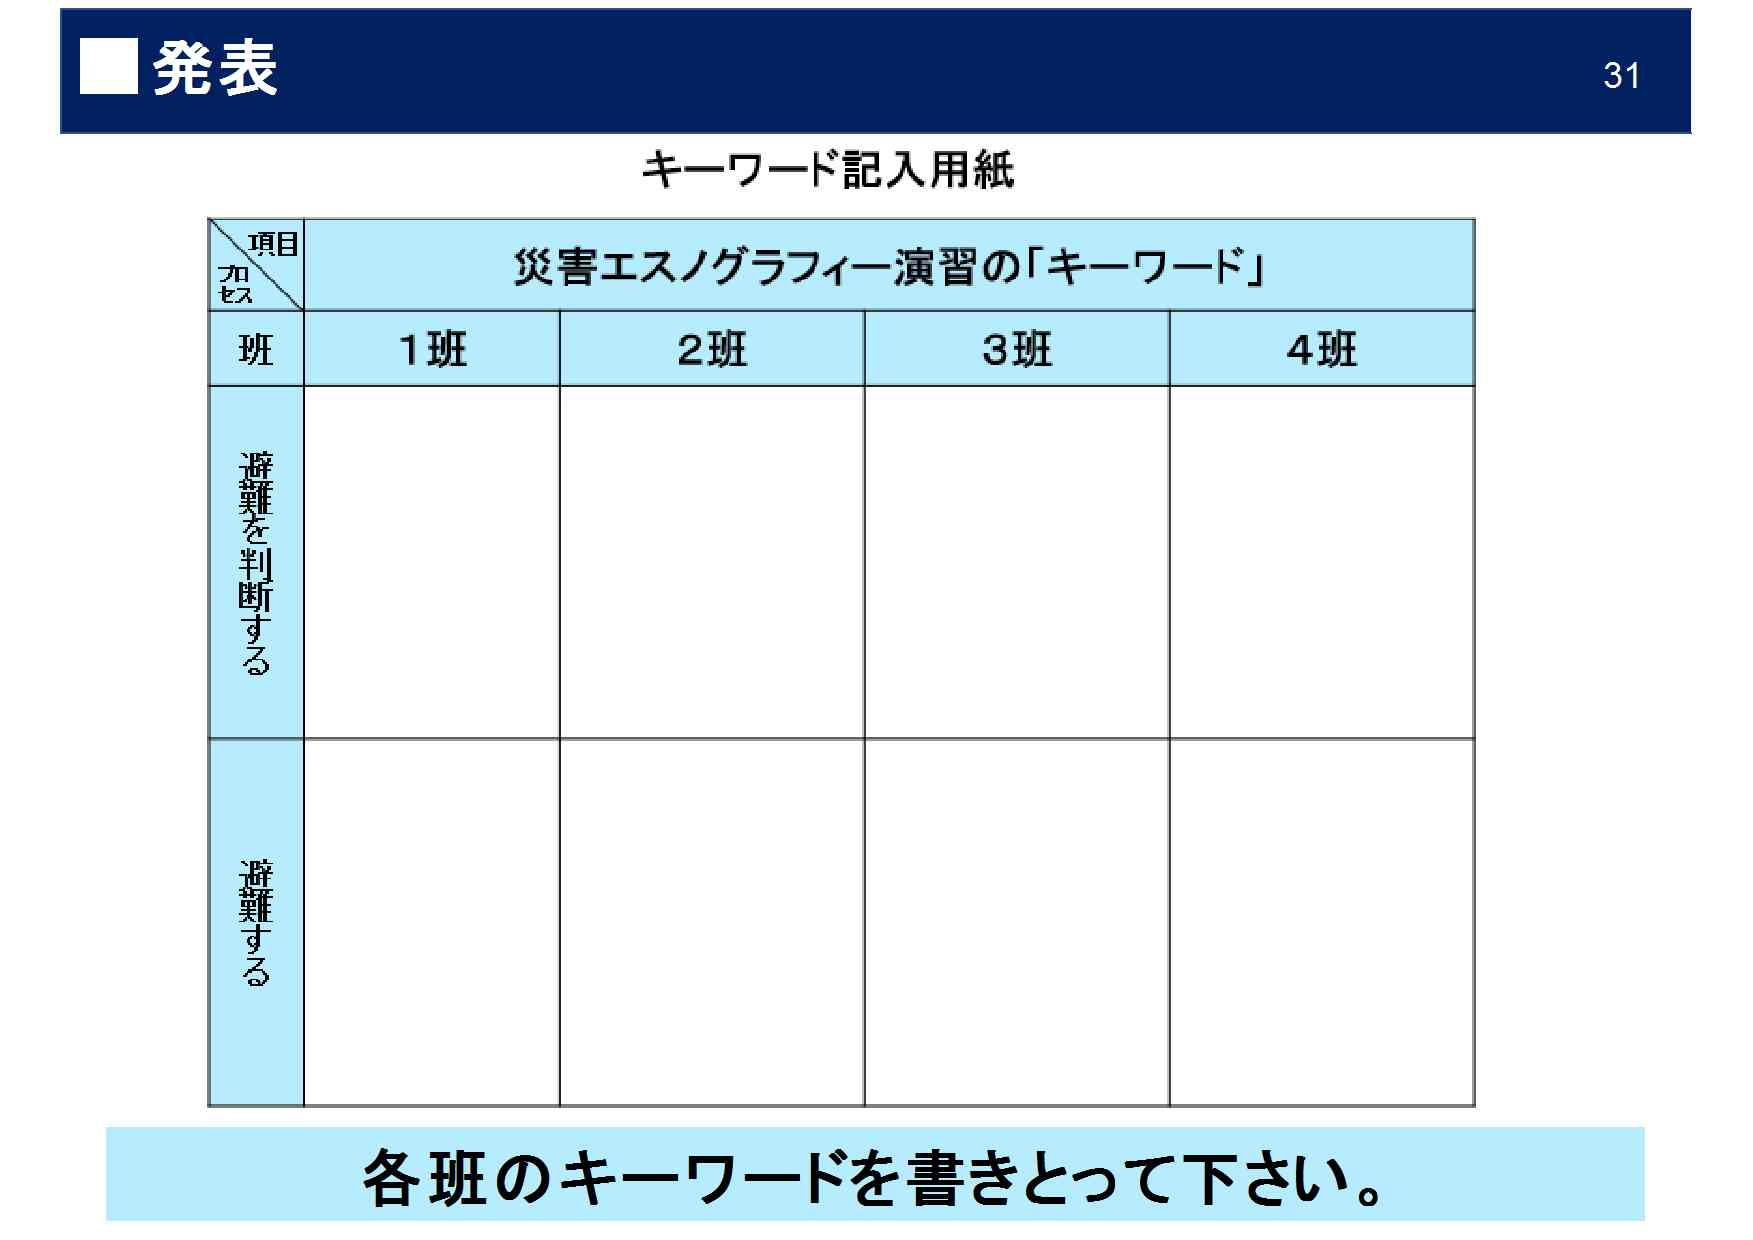 ■発表
31
キーワード記入用紙
項目
プロ
セス
災害エスノグラフィー演習の「キーワード」
班
１班
２班
３班
４班
避難を判断する
避難する
各班のキーワードを書きとって下さい。